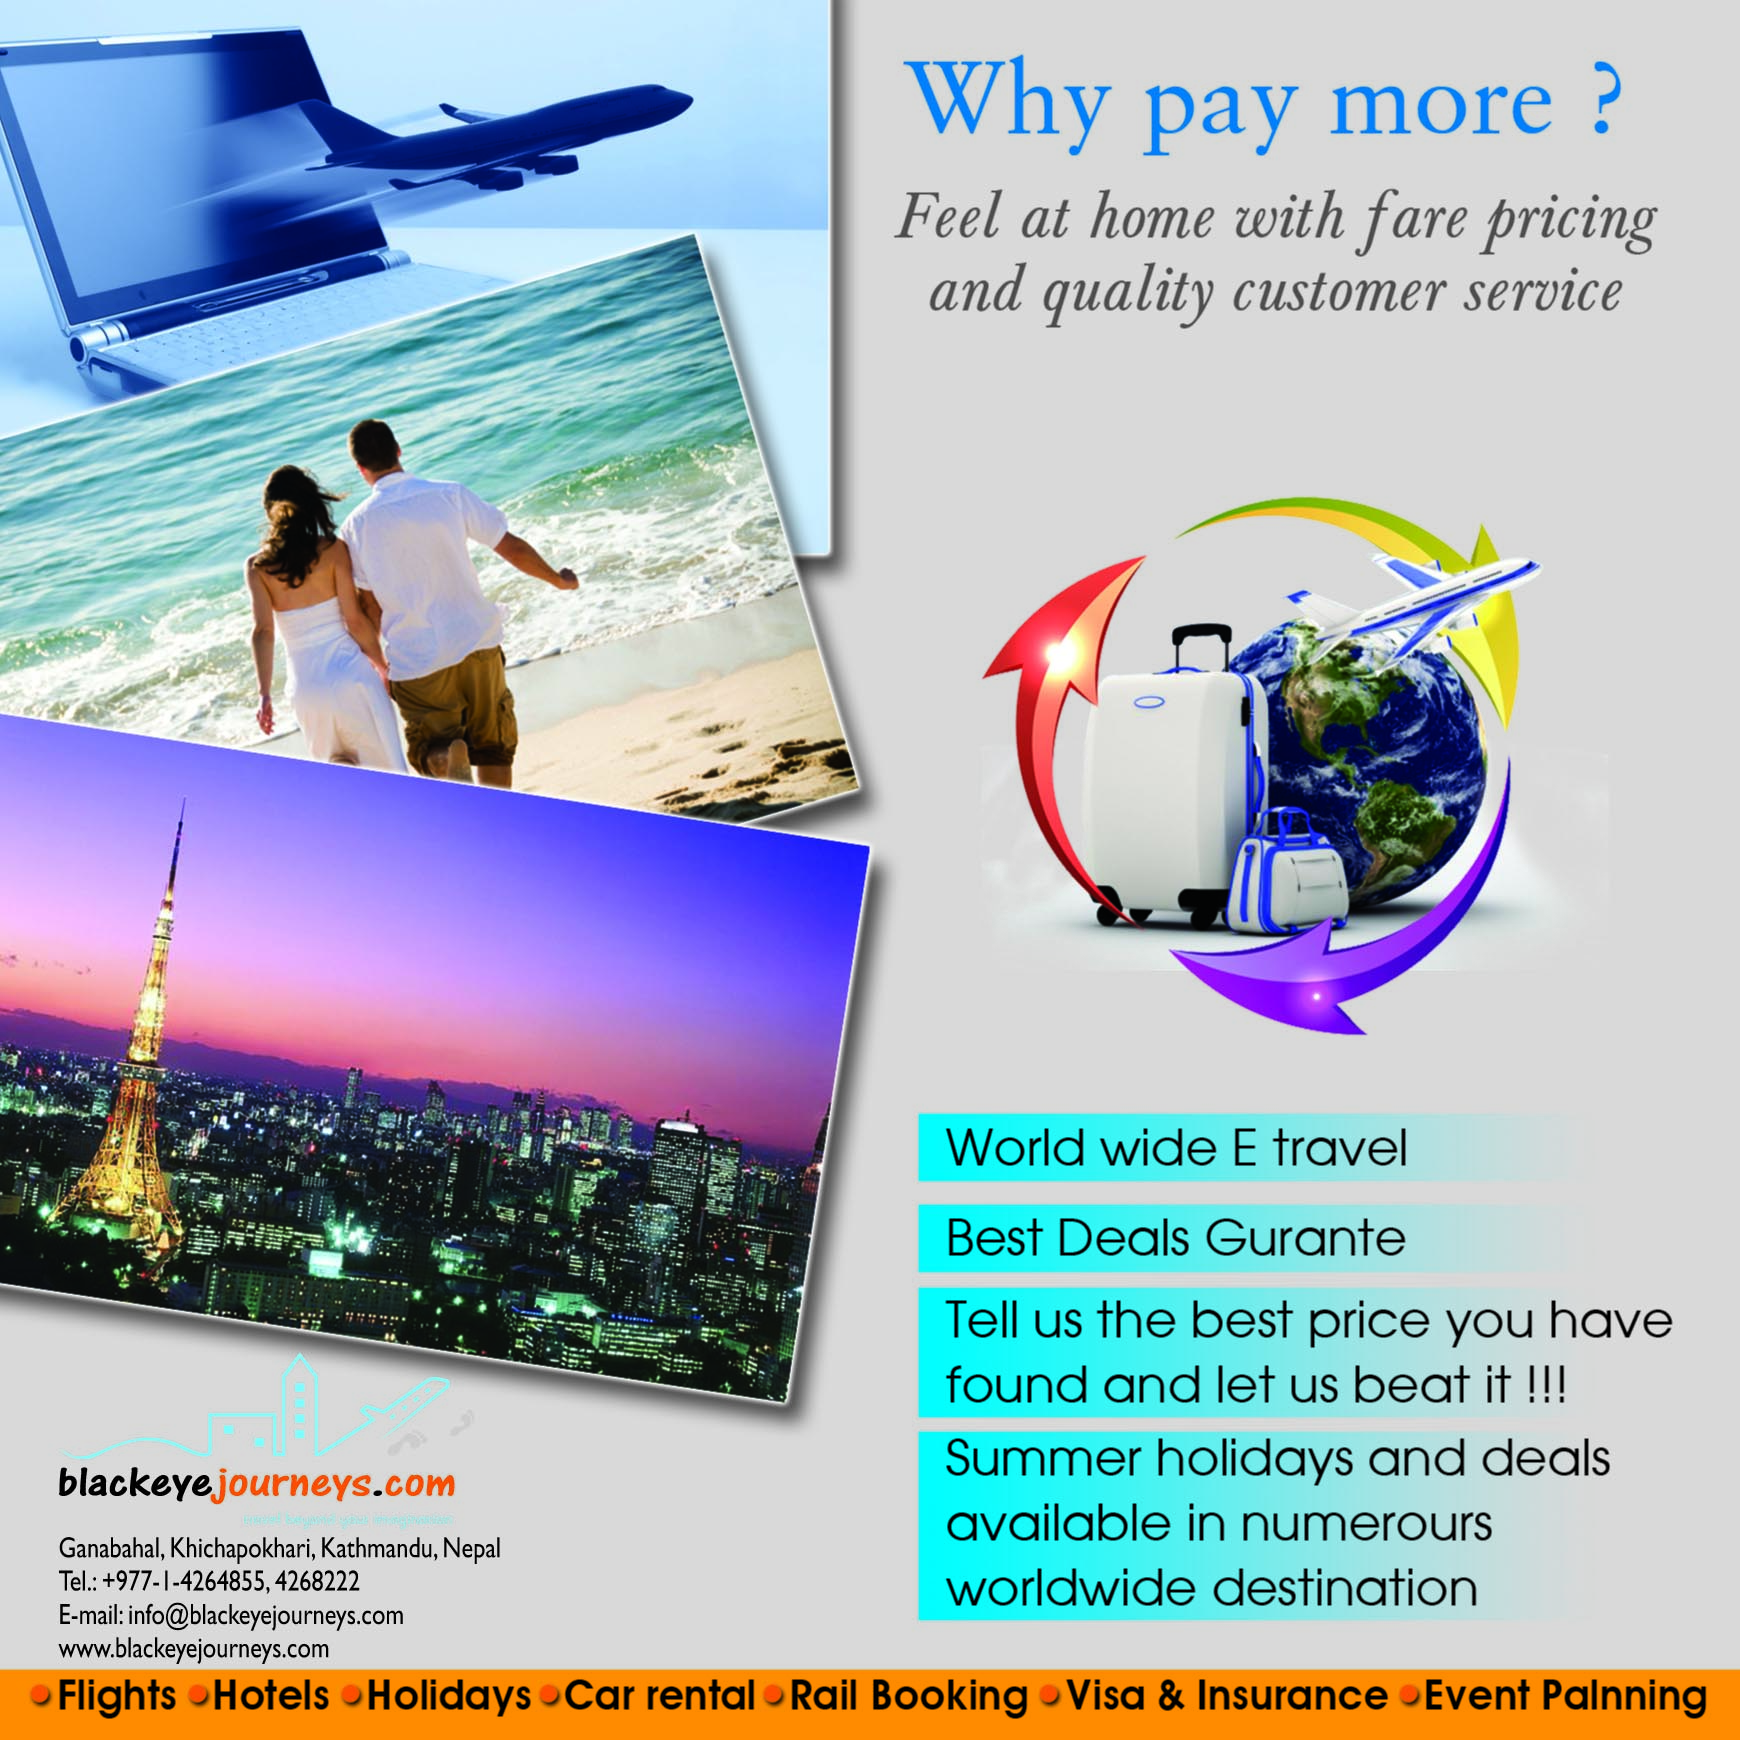 Why pay more ?
Feel at home with fare pricing
and quality customer service
World wide E travel
Best Deals Gurante
Tell us the best price you have
found and let us beat it !!!
Summer holidays and deals
available in numerours
worldwide destination
blackeyejourneys.com
Ganabahal, Khichapokhari, Kathmandu, Nepal
Tel.: +977-1-4264855, 4268222
E-mail: info@blackeyejourneys.com
www.blackeyejourneys.com
•Flights •Hotels •Holidays •Car rental •Rail Booking •Visa & Insurance •Event Palnning